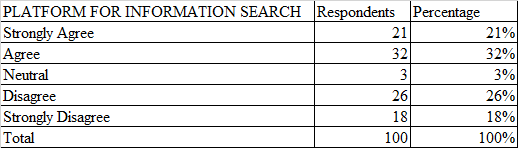 PLATFORM FOR INFORMATION SEARCH Respondents Percentage
Strongly Agree 21 21%
Agree 32 32%
Neutral 3 3%
Disagree 26 26%
Strongly Disagree 18 18%
Total 100 100%